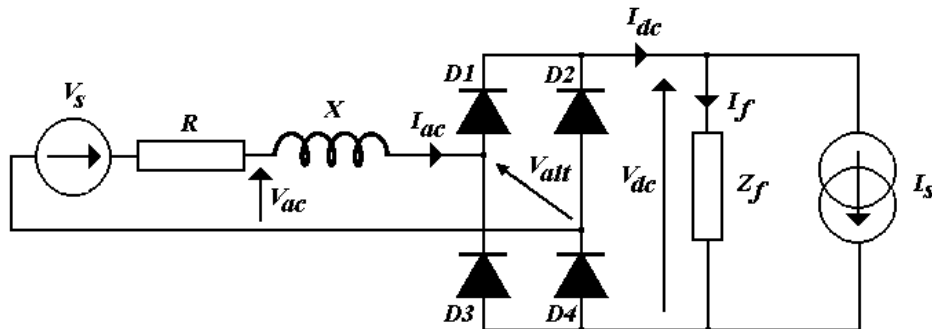 I_dc
D1 D2
V_s
R X I_ac I_f
V_ac V_alt V_dc Z_f I_s
D3 D4